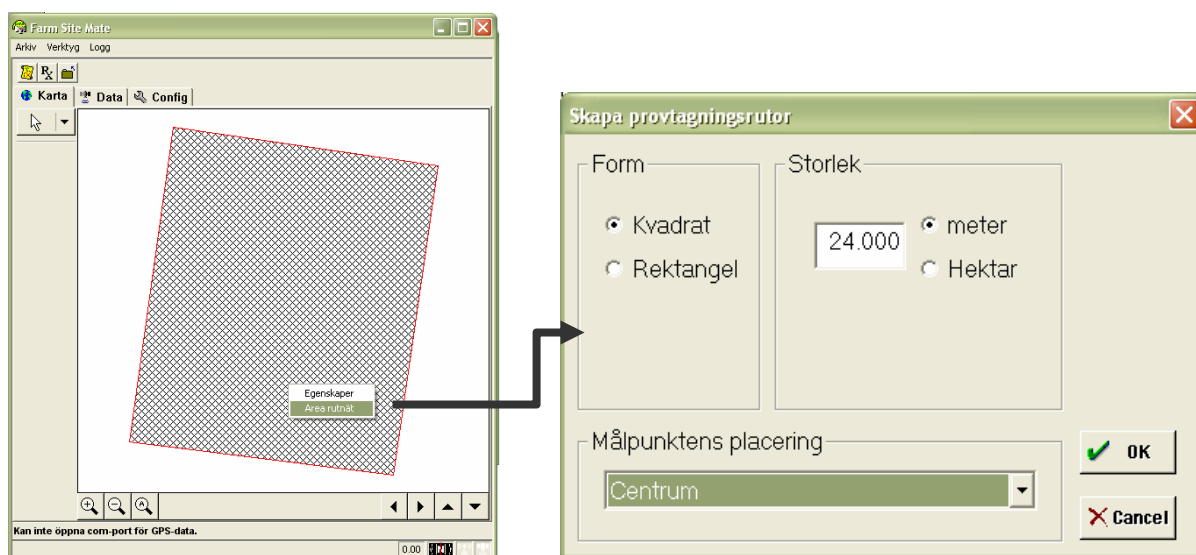 Farm Site Mate
Arkiv Verktyg Logg
Rx
Karta Data Config
Egenskaper
Area rutnät
Kan inte öppna com-port för GPS-data.
0.00
Skapa provtagningsrutor
Form
Kvadrat
Rektangel
Storlek
24.000
meter
Hektar
Målpunktens placering
Centrum
OK
Cancel